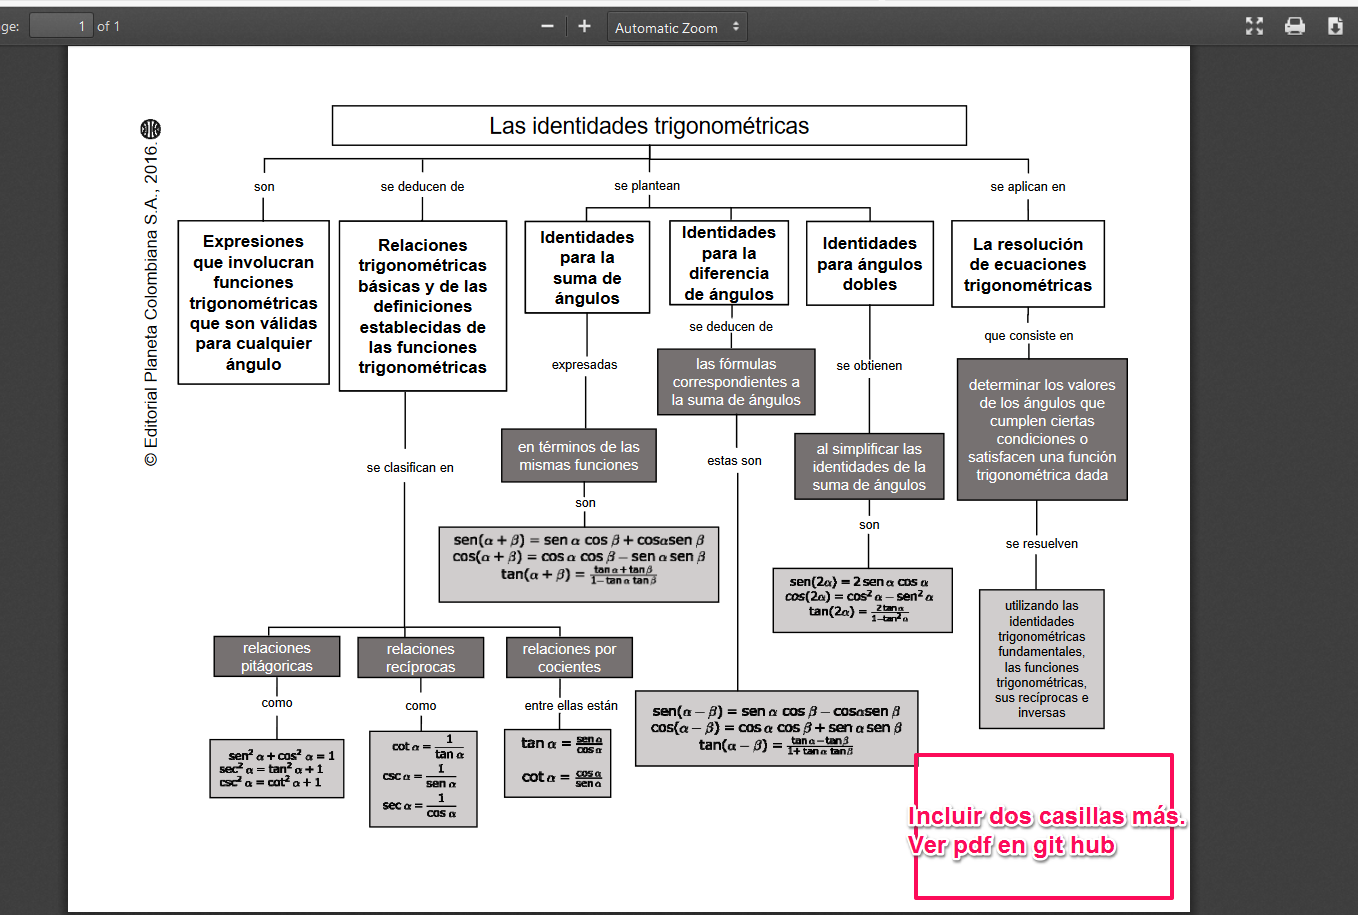 ge: 1 of 1
Automatic Zoom
© Editorial Planeta Colombiana S.A., 2016.
Las identidades trigonométricas
son
se deducen de
se plantean
se aplican en
Expresiones
que involucran
funciones
trigonométricas
que son válidas
para cualquier
ángulo
Relaciones
trigonométricas
básicas y de las
definiciones
establecidas de
las funciones
trigonométricas
Identidades
para la
suma de
ángulos
Identidades
para la
diferencia
de ángulos
Identidades
para ángulos
dobles
La resolución
de ecuaciones
trigonométricas
expresadas
se deducen de
se obtienen
que consiste en
las fórmulas
correspondientes a
la suma de ángulos
determinar los valores
de los ángulos que
cumplen ciertas
condiciones o
satisfacen una función
trigonométrica dada
se clasifican en
en términos de las
mismas funciones
estas son
al simplificar las
identidades de la
suma de ángulos
son
son
se resuelven
sen(α + β) = sen α cos β + cosαsen β
cos(α + β) = cos α cos β − sen α sen β
tan(α + β) = (tan α + tan β)/(1−tan α tan β)
sen(2α) = 2 sen α cos α
cos(2α) = cos² α − sen² α
tan(2α) = (2 tan α)/(1−tan² α)
utilizando las
identidades
trigonométricas
fundamentales,
las funciones
trigonométricas,
sus recíprocas e
inversas
relaciones
pitágoricas
relaciones
recíprocas
relaciones por
cocientes
como
como
entre ellas están
sen² α + cos² α = 1
sec² α = tan² α + 1
csc² α = cot² α + 1
cot α = 1/tan α
csc α = 1/sen α
sec α = 1/cos α
tan α = sen α/cos α
cot α = cos α/sen α
sen(α − β) = sen α cos β − cosαsen β
cos(α − β) = cos α cos β + sen α sen β
tan(α − β) = (tan α−tan β)/(1+ tan α tan β)
Incluir dos casillas más.
Ver pdf en git hub